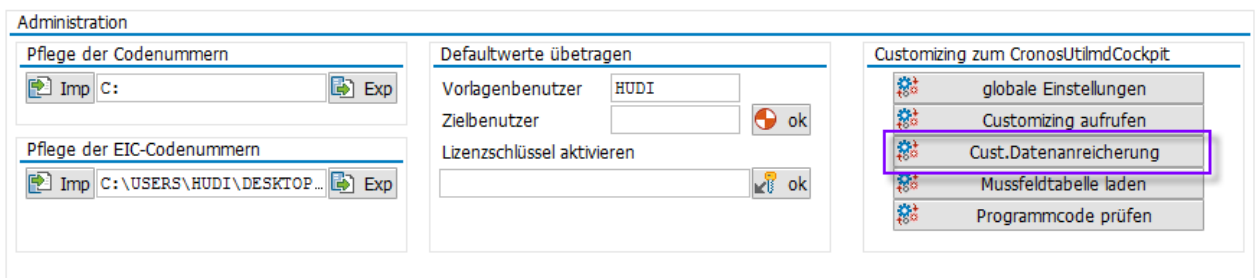 Administration
Pflege der Codenummern
Imp C: Exp
Pflege der EIC-Codenummern
Imp C:\USERS\HUDI\DESKTOP… Exp
Defaultwerte übetragen
Vorlagenbenutzer HUDI
Zielbenutzer ok
Lizenzschlüssel aktivieren
ok
Customizing zum CronosUtilmdCockpit
globale Einstellungen
Customizing aufrufen
Cust.Datenanreicherung
Mussfeldtabelle laden
Programmcode prüfen